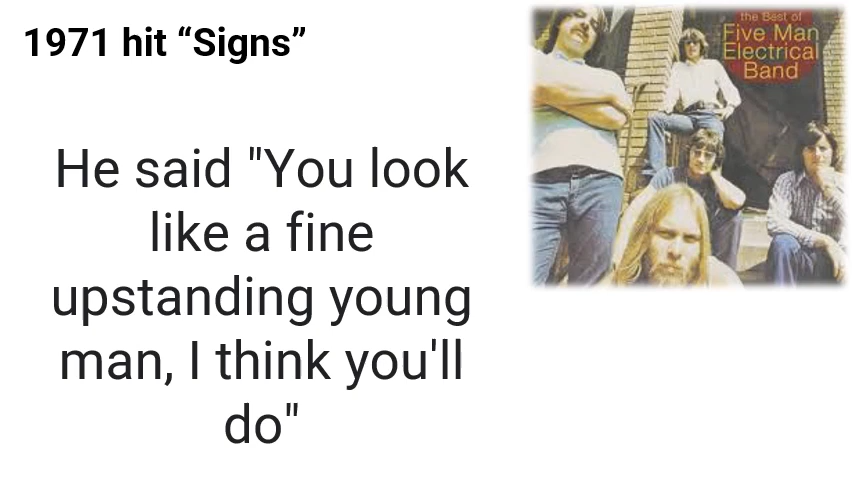 1971 hit “Signs”
the Best of
Five Man
Electrical
Band
He said "You look
like a fine
upstanding young
man, I think you'll
do"